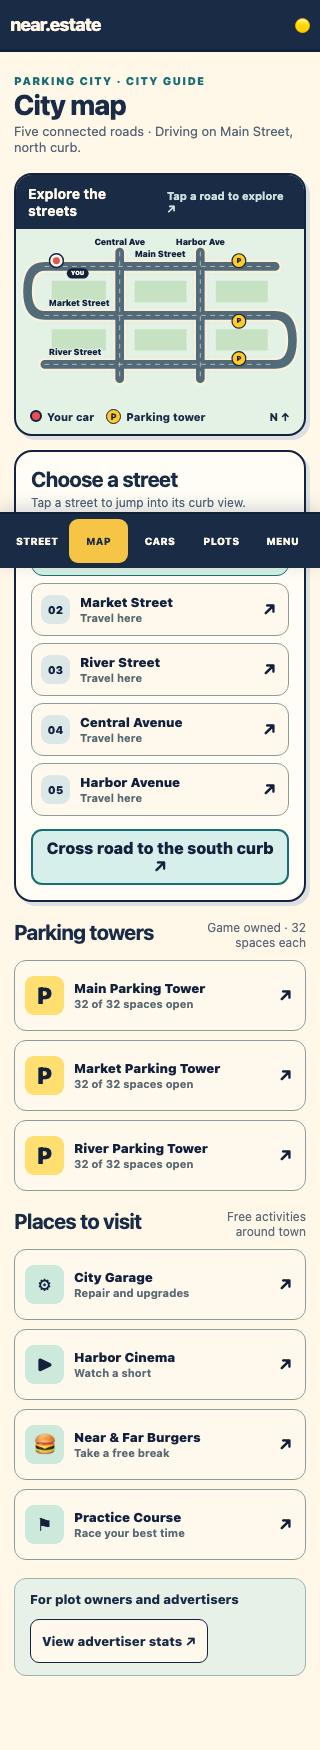 near.estate
PARKING CITY · CITY GUIDE
City map
Five connected roads · Driving on Main Street,
north curb.
Explore the
streets
Tap a road to explore
↗
Central Ave
Harbor Ave
Main Street
P
YOU
Market Street
P
River Street
P
Your car
P Parking tower
N ↑
Choose a street
Tap a street to jump into its curb view.
STREET MAP CARS PLOTS MENU
02 Market Street ↗
Travel here
03 River Street ↗
Travel here
04 Central Avenue ↗
Travel here
05 Harbor Avenue ↗
Travel here
Cross road to the south curb
↗
Parking towers
Game owned · 32
spaces each
P Main Parking Tower ↗
32 of 32 spaces open
P Market Parking Tower ↗
32 of 32 spaces open
P River Parking Tower ↗
32 of 32 spaces open
Places to visit
Free activities
around town
City Garage ↗
Repair and upgrades
Harbor Cinema ↗
Watch a short
Near & Far Burgers ↗
Take a free break
Practice Course ↗
Race your best time
For plot owners and advertisers
View advertiser stats ↗